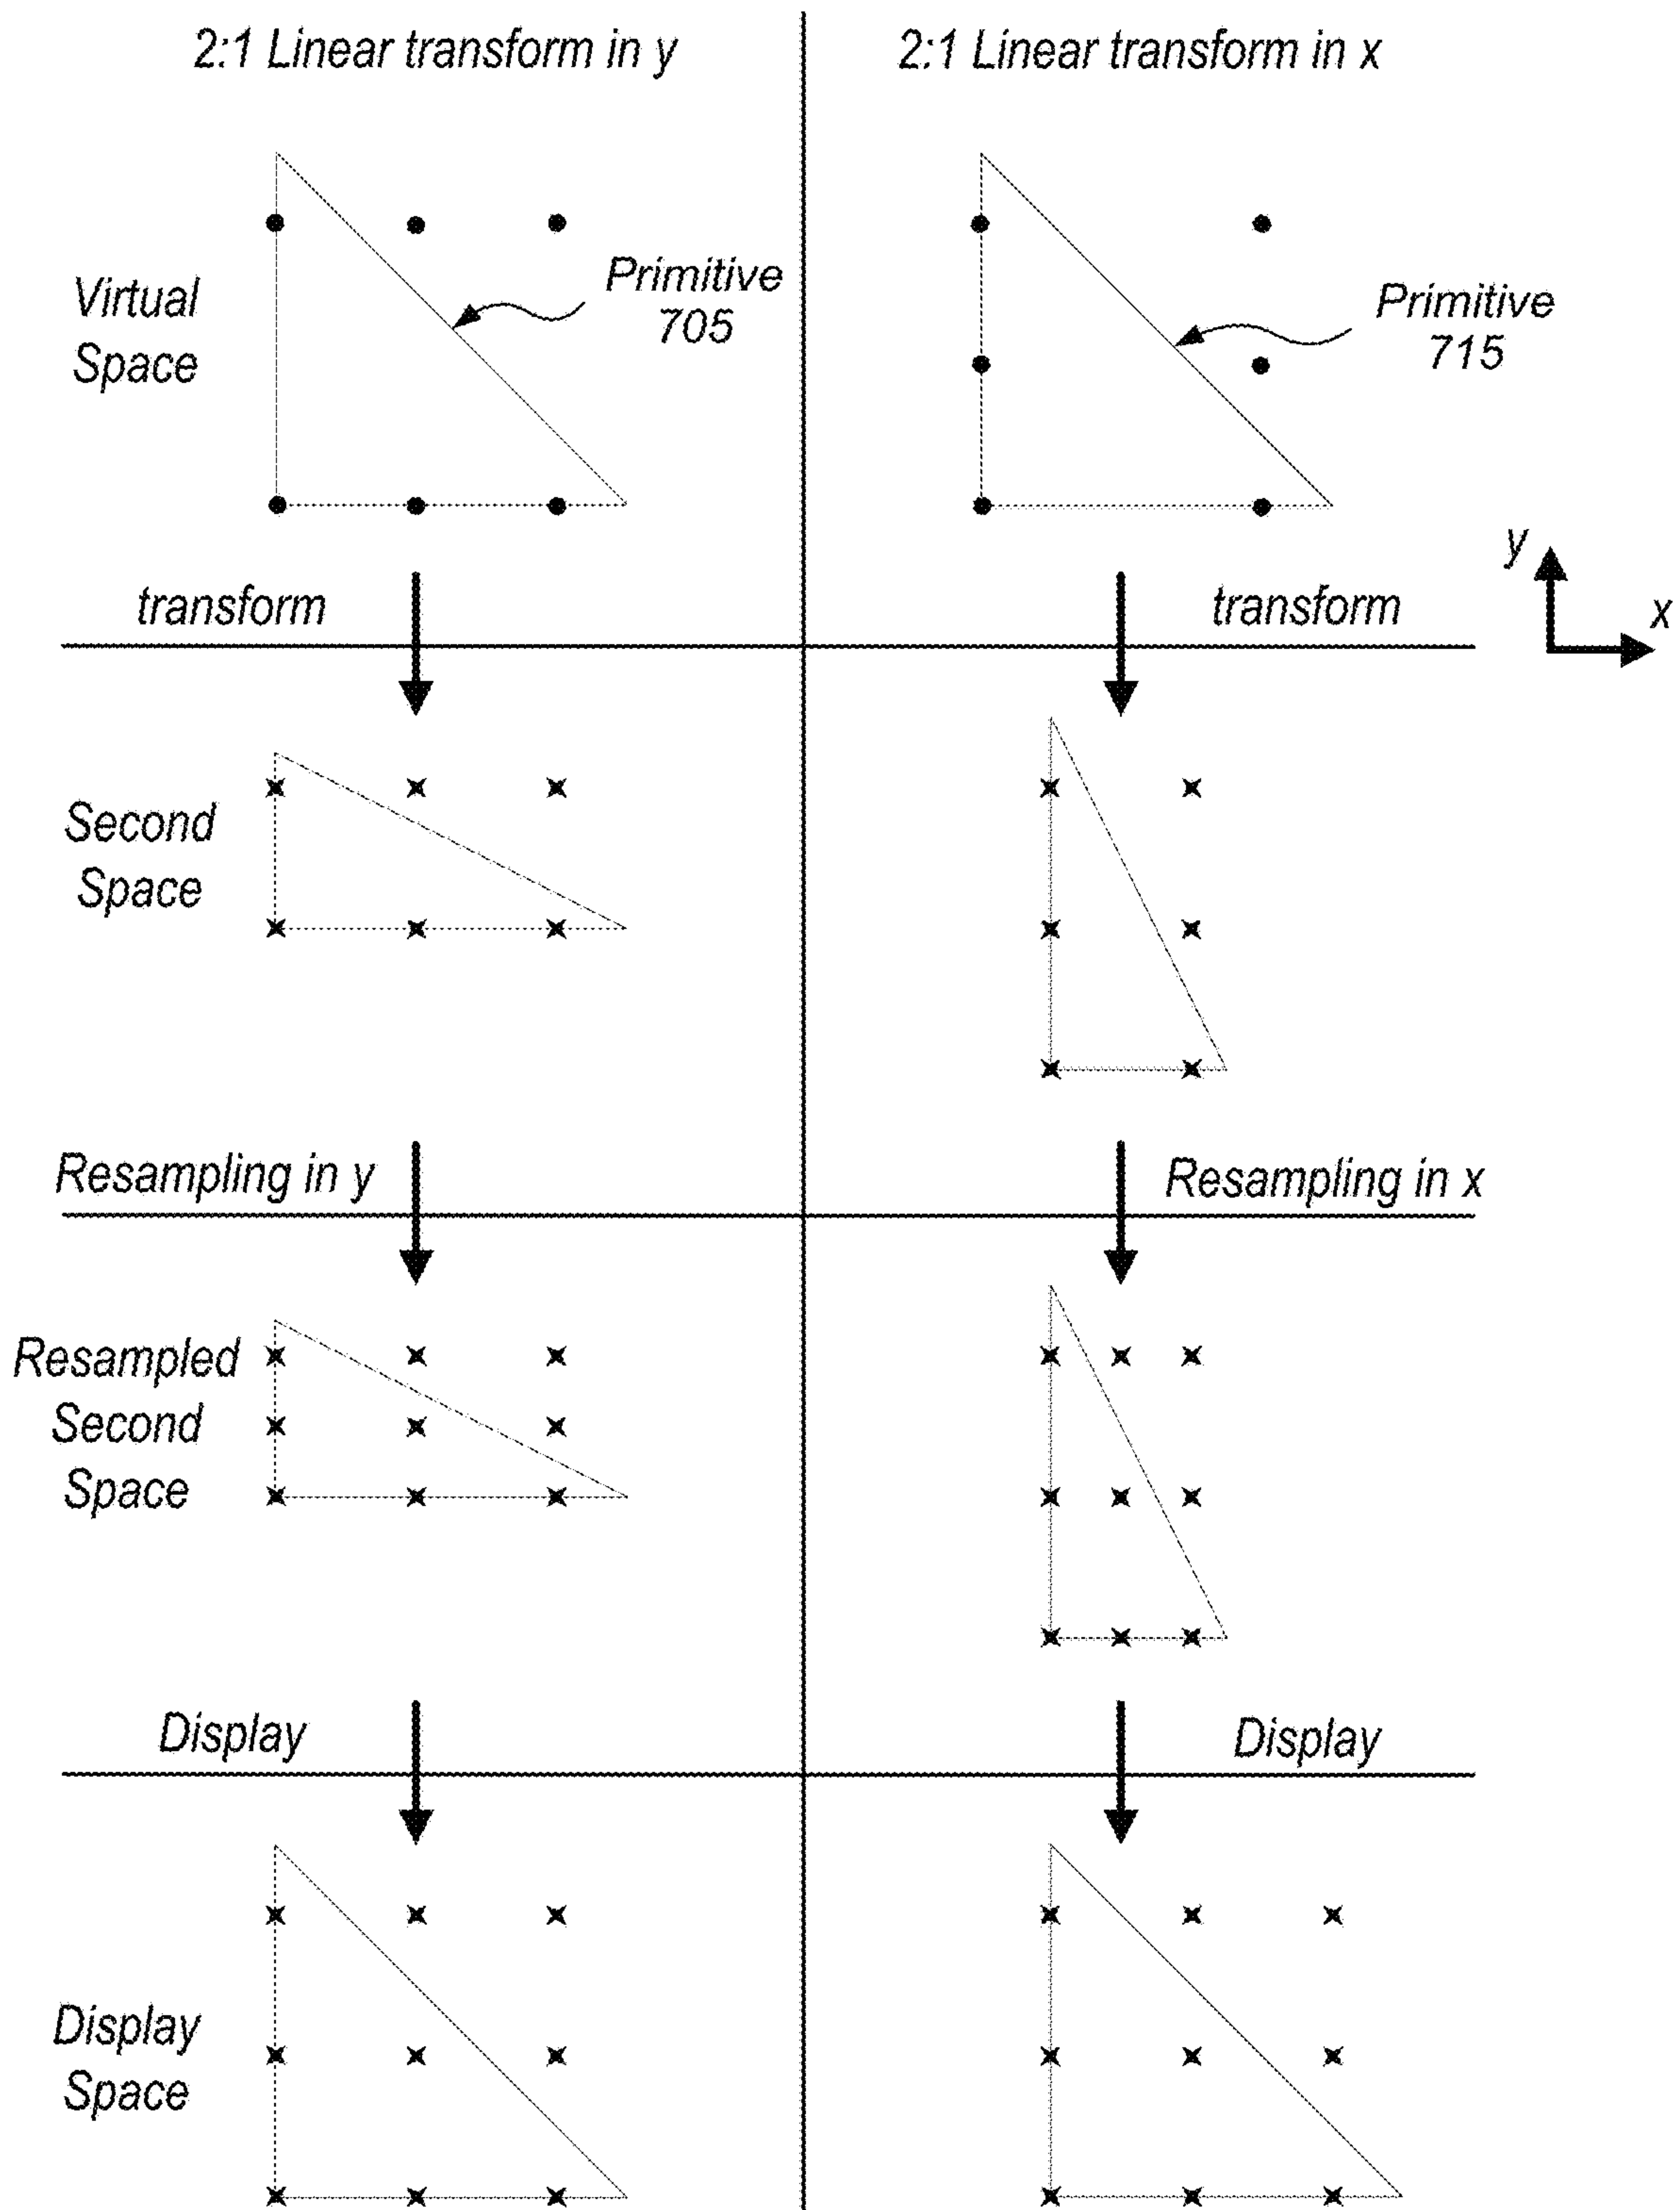 2:1 Linear transform in y
2:1 Linear transform in x
Virtual
Space
Primitive
705
Primitive
715
y
x
transform
transform
Second
Space
Resampling in y
Resampling in x
Resampled
Second
Space
Display
Display
Display
Space